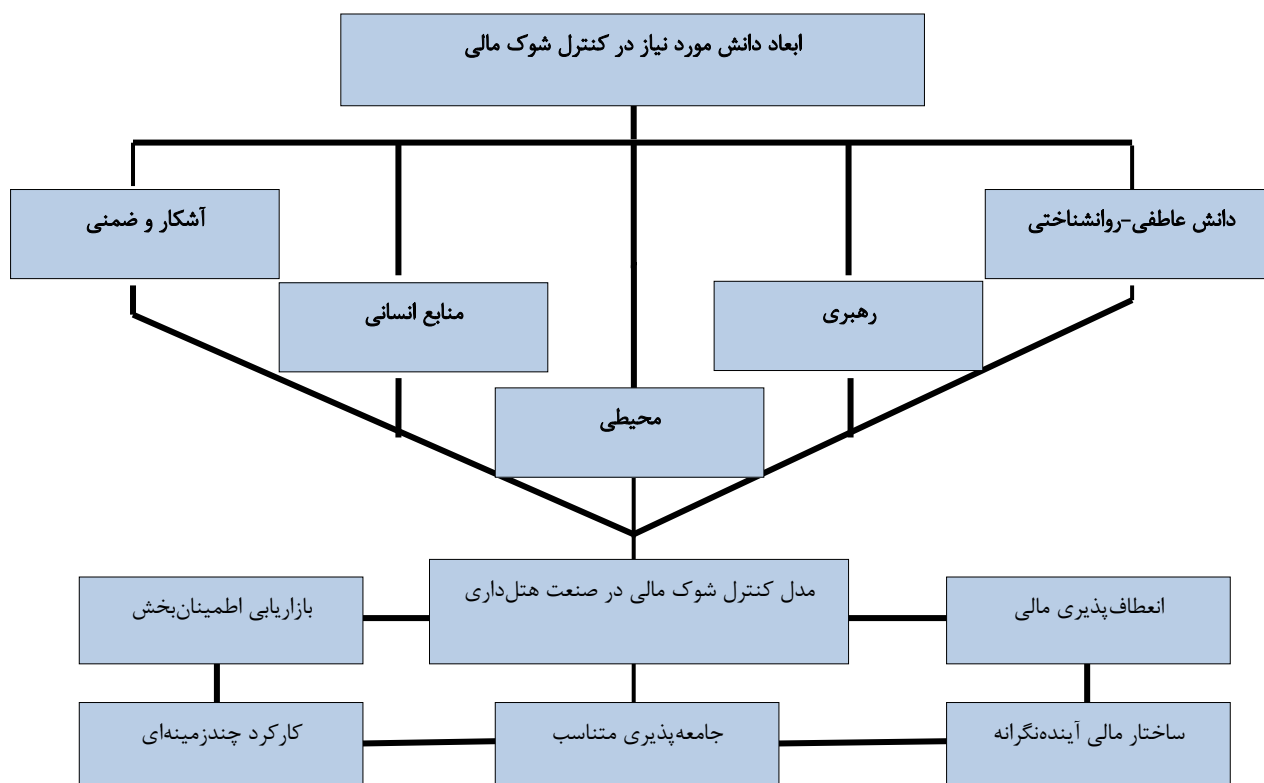 ابعاد دانش مورد نیاز در کنترل شوک مالی
دانش عاطفی-روانشناختی
آشکار و ضمنی
رهبری
منابع انسانی
محیطی
انعطاف‌پذیری مالی
مدل کنترل شوک مالی در صنعت هتل‌داری
بازاریابی اطمینان‌بخش
ساختار مالی آینده‌نگرانه
جامعه‌پذیری متناسب
کارکرد چندزمینه‌ای